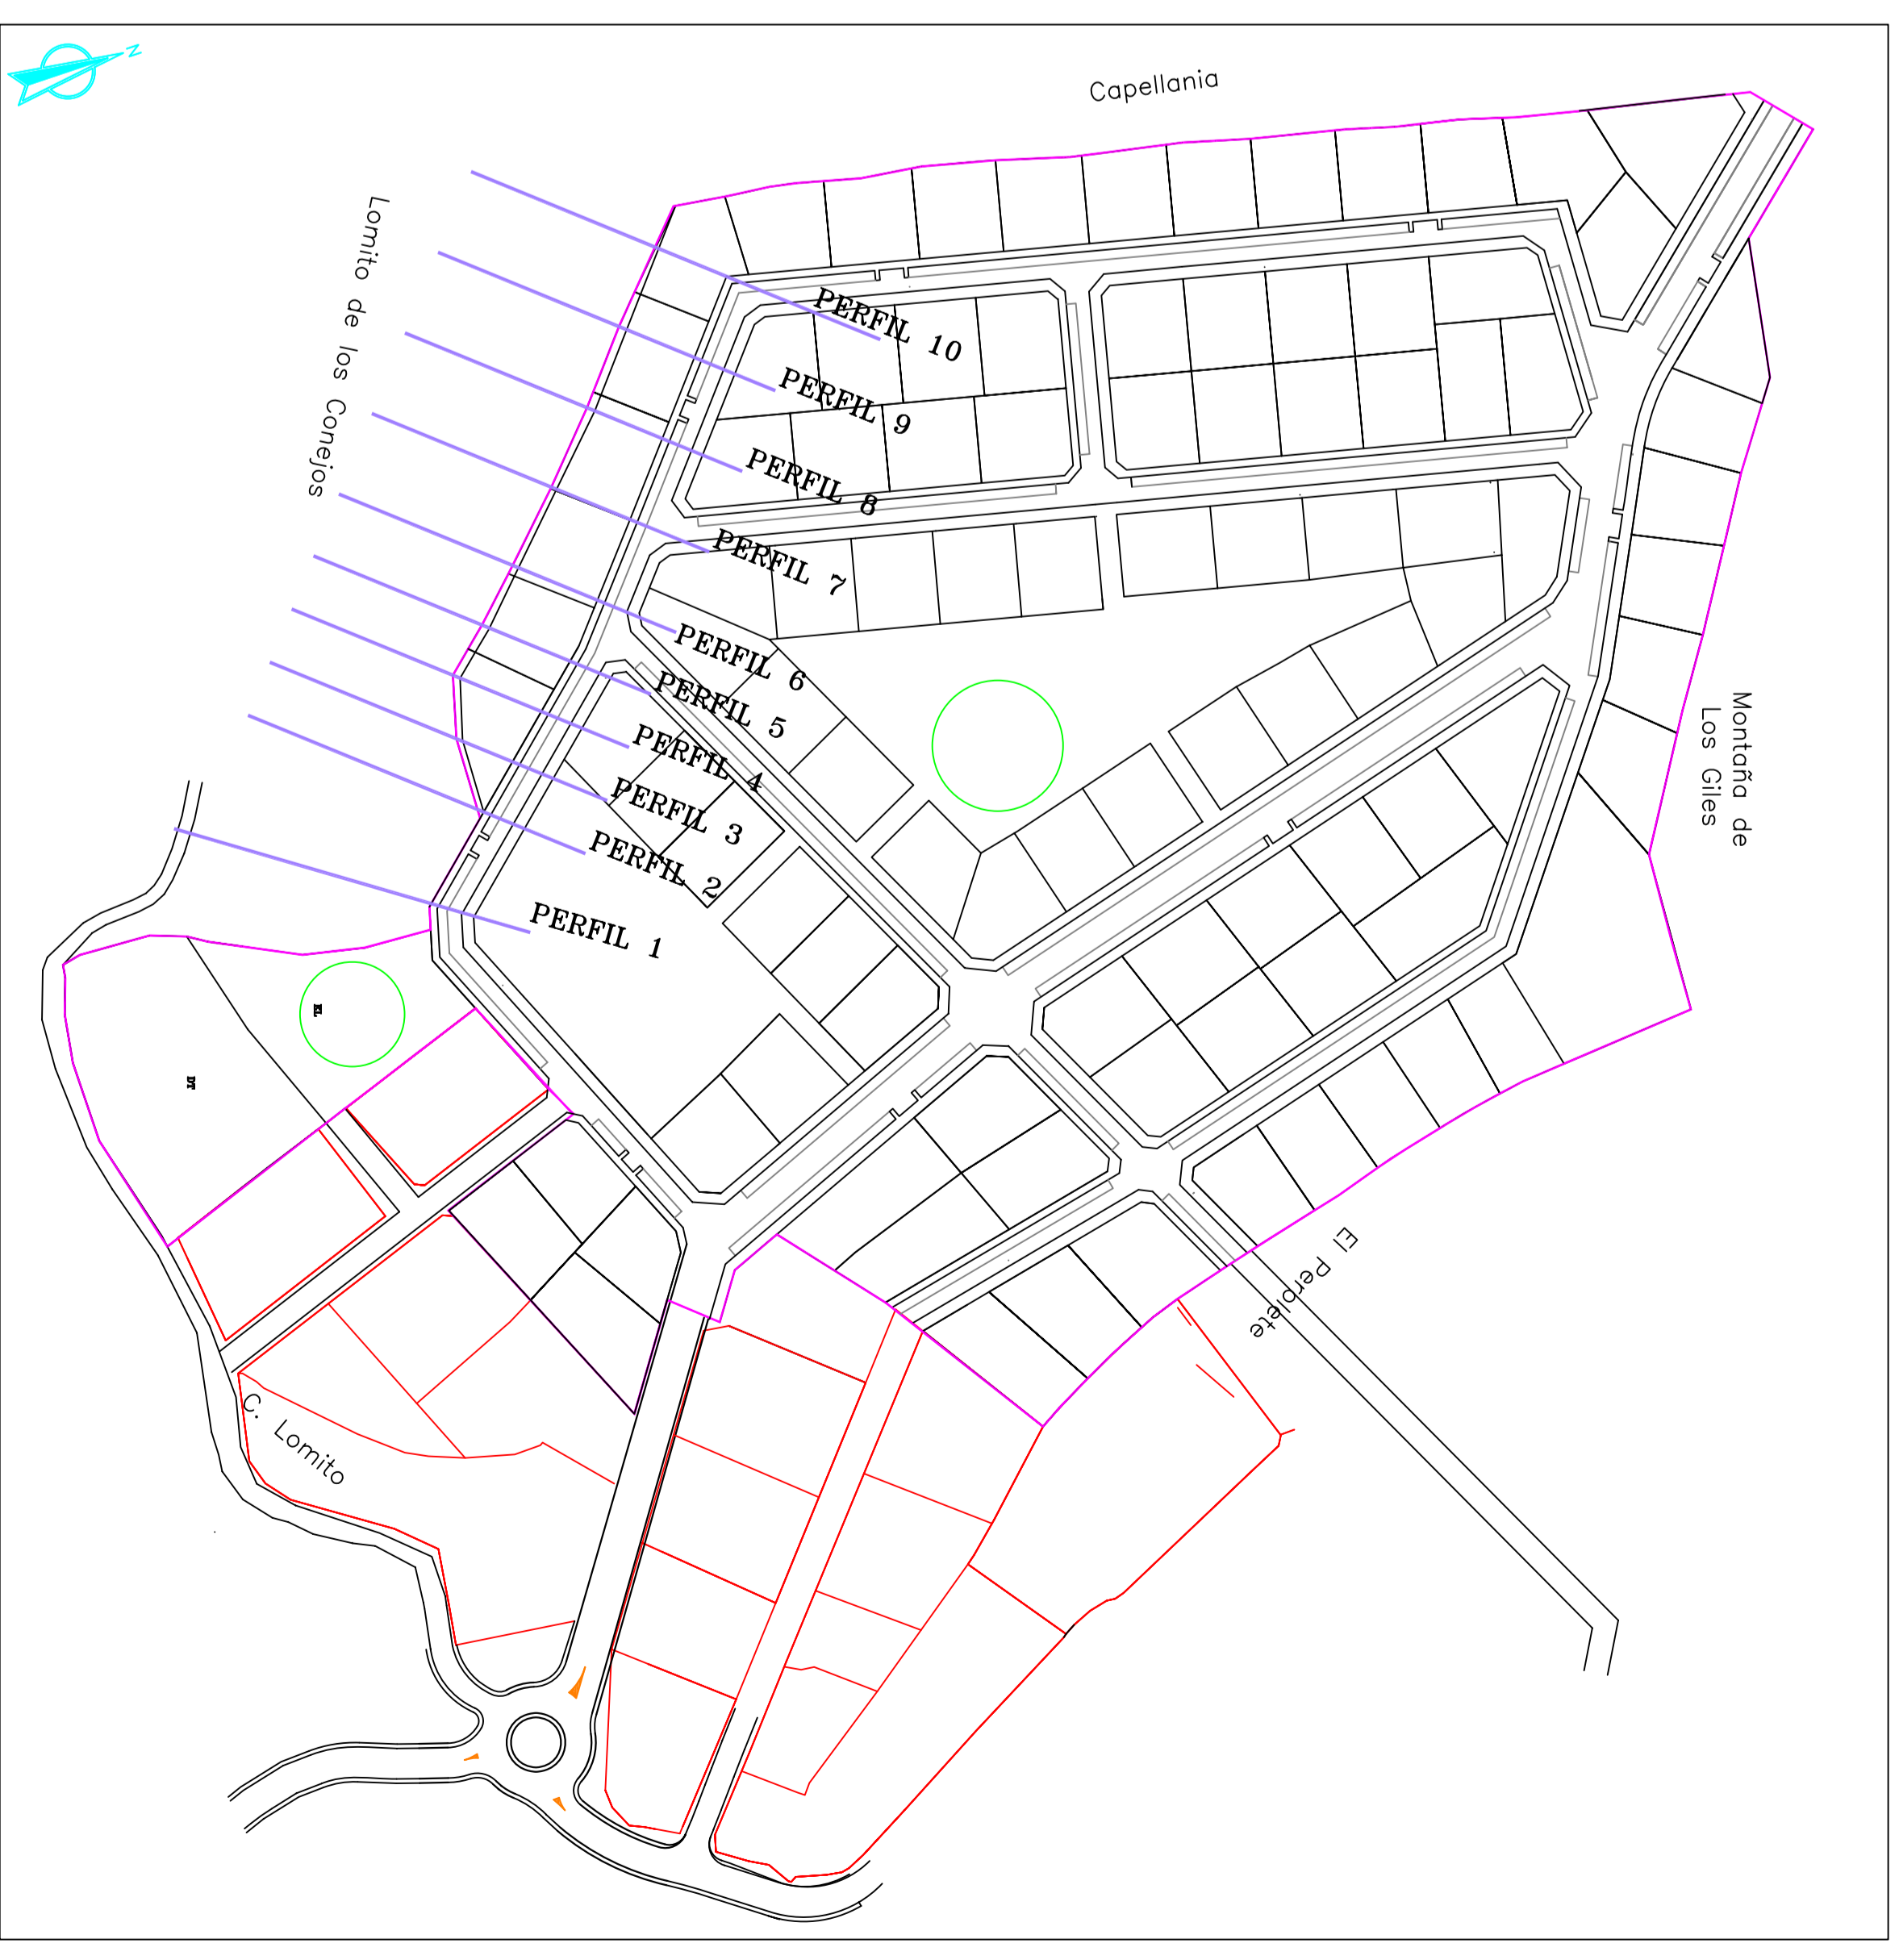 N
Capellania
Lomito de los Conejos
PERFIL 10
PERFIL 9
PERFIL 8
PERFIL 7
PERFIL 6
PERFIL 5
PERFIL 4
PERFIL 3
PERFIL 2
PERFIL 1
Montaña de
Los Giles
El Perplete
C. Lomito